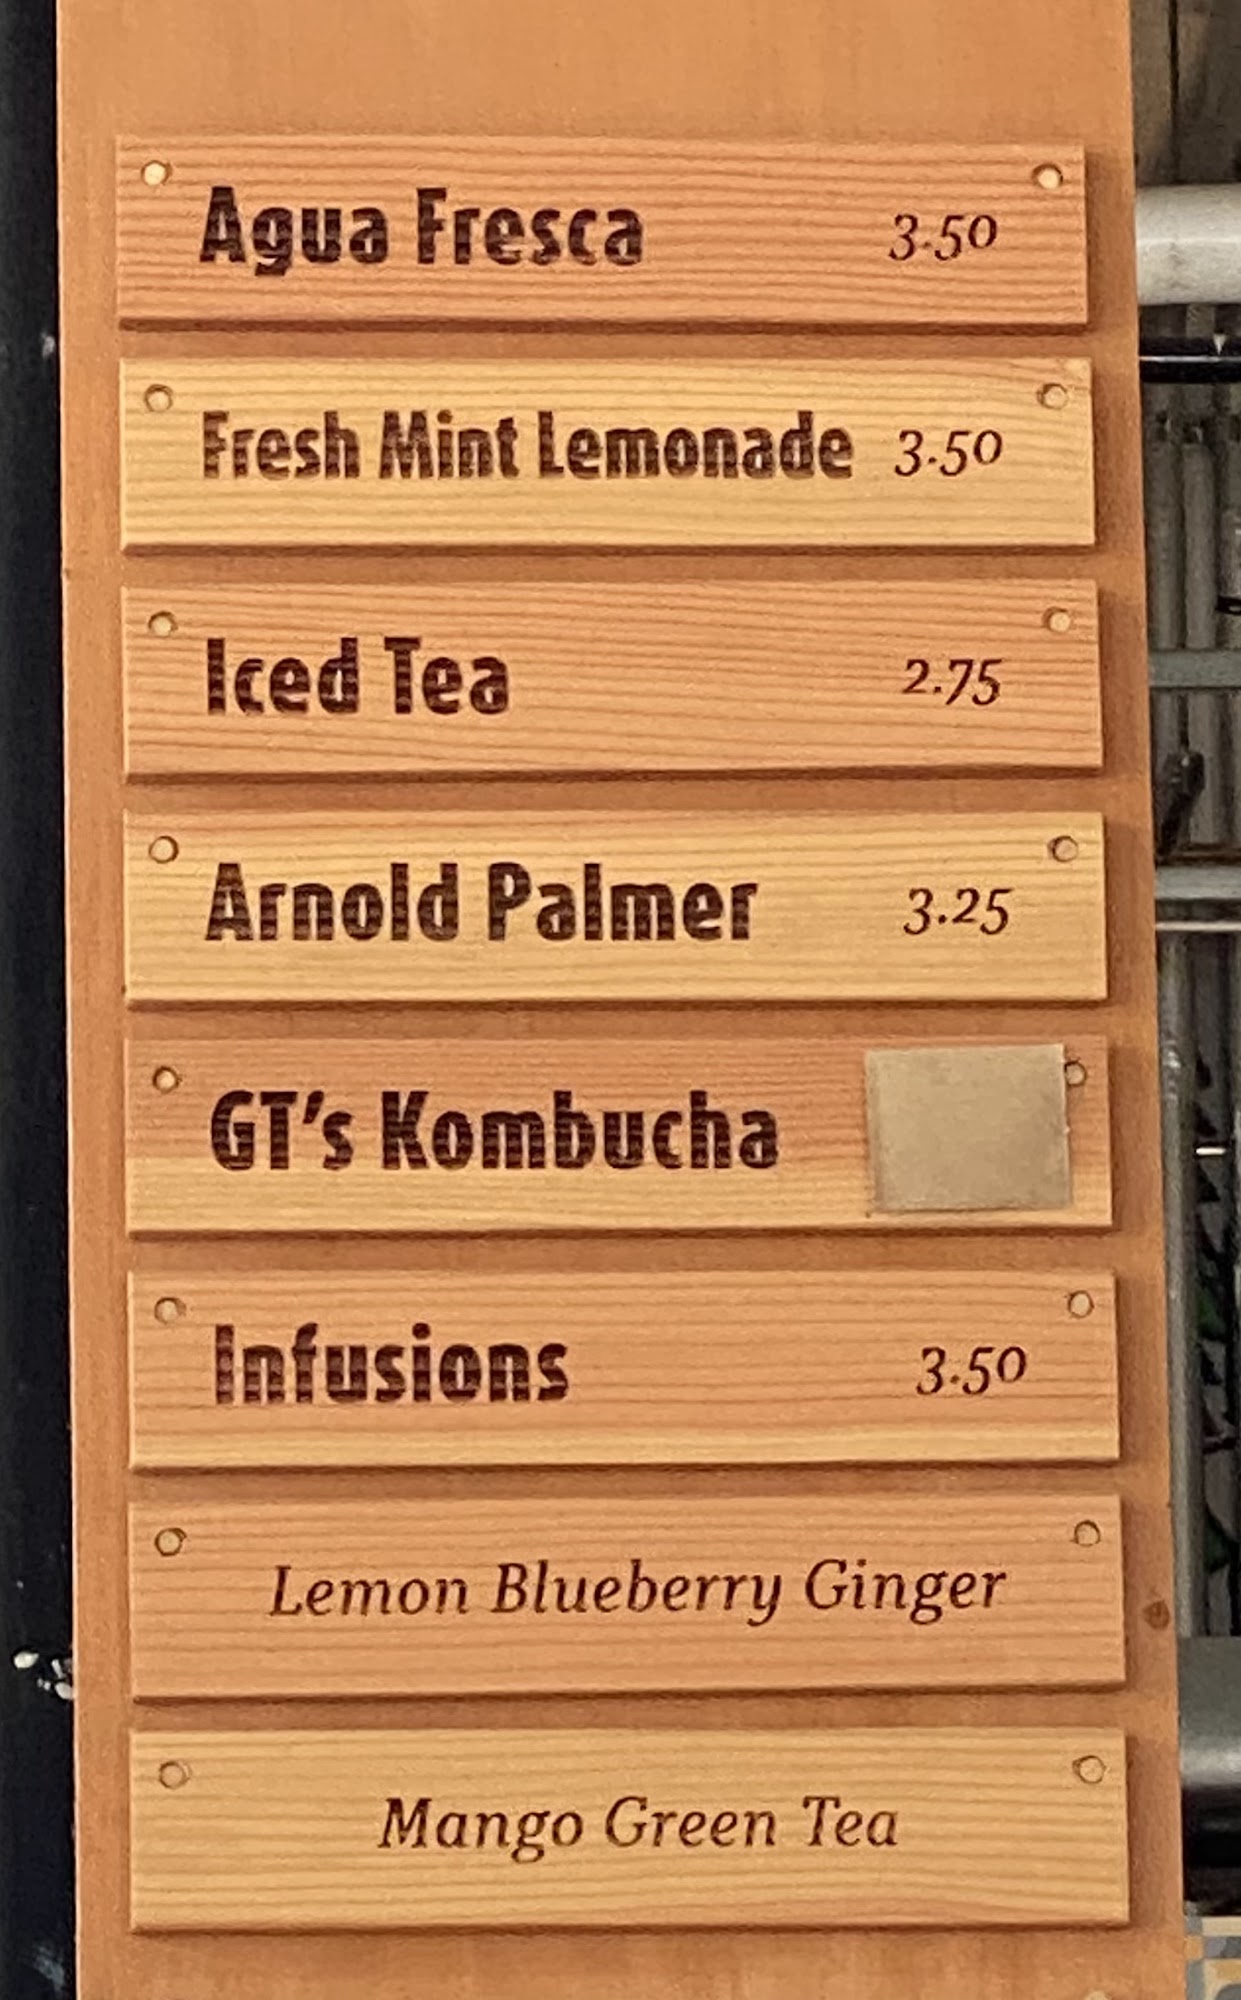 Agua Fresca 3.50
Fresh Mint Lemonade 3.50
Iced Tea 2.75
Arnold Palmer 3.25
GT's Kombucha
Infusions 3.50
Lemon Blueberry Ginger
Mango Green Tea